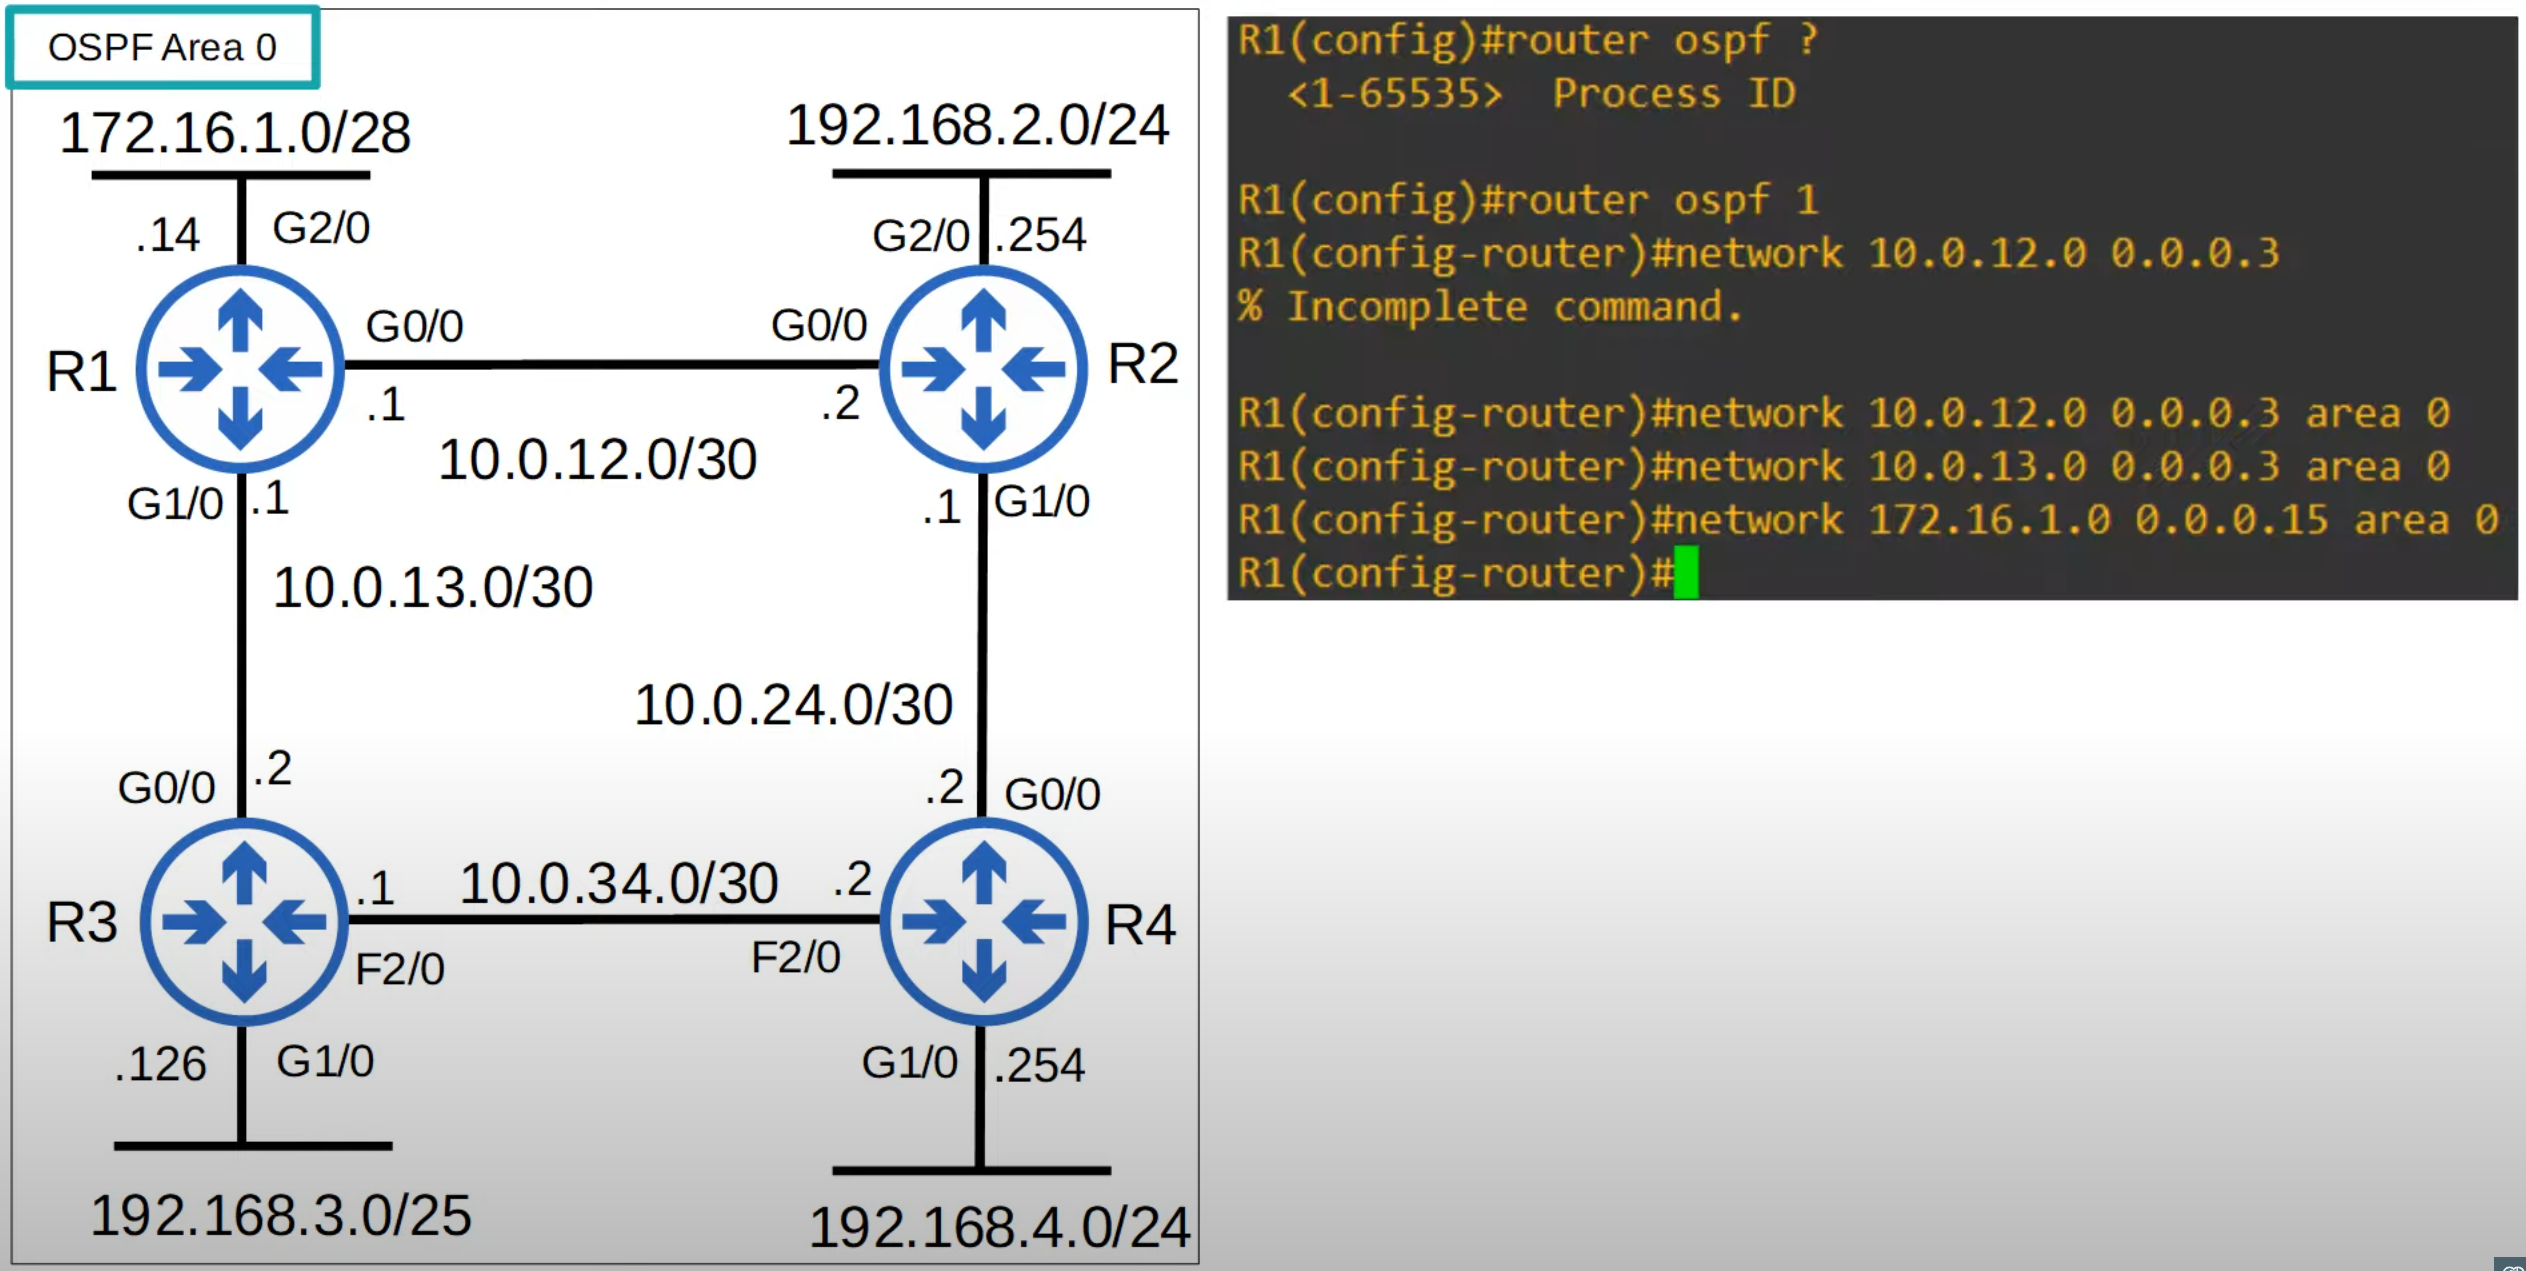 OSPF Area 0
172.16.1.0/28
192.168.2.0/24
.14
G2/0
G2/0
.254
R1
G0/0
G0/0
R2
.1
.2
10.0.12.0/30
G1/0
.1
.1
G1/0
10.0.13.0/30
10.0.24.0/30
G0/0
.2
.2
G0/0
R3
.1
10.0.34.0/30
.2
R4
F2/0
F2/0
.126
G1/0
G1/0
.254
192.168.3.0/25
192.168.4.0/24
R1(config)#router ospf ?
<1-65535>  Process ID
R1(config)#router ospf 1
R1(config-router)#network 10.0.12.0 0.0.0.3
% Incomplete command.
R1(config-router)#network 10.0.12.0 0.0.0.3 area 0
R1(config-router)#network 10.0.13.0 0.0.0.3 area 0
R1(config-router)#network 172.16.1.0 0.0.0.15 area 0
R1(config-router)#